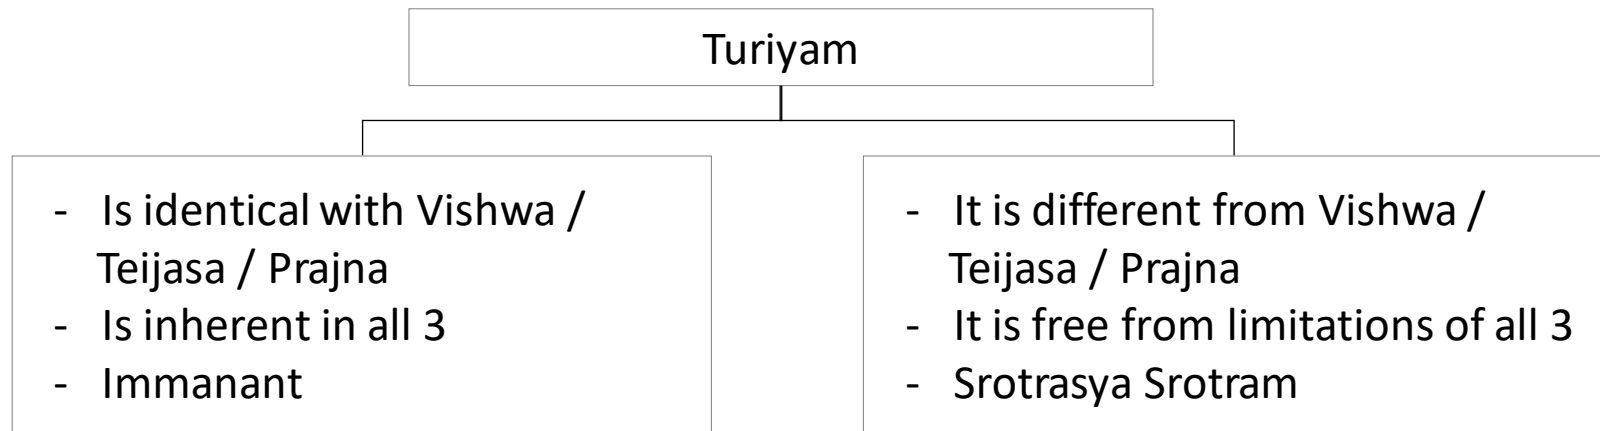 Turiyam
- Is identical with Vishwa /
Teijasa / Prajna
- Is inherent in all 3
- Immanant
- It is different from Vishwa /
Teijasa / Prajna
- It is free from limitations of all 3
- Srotrasya Srotram